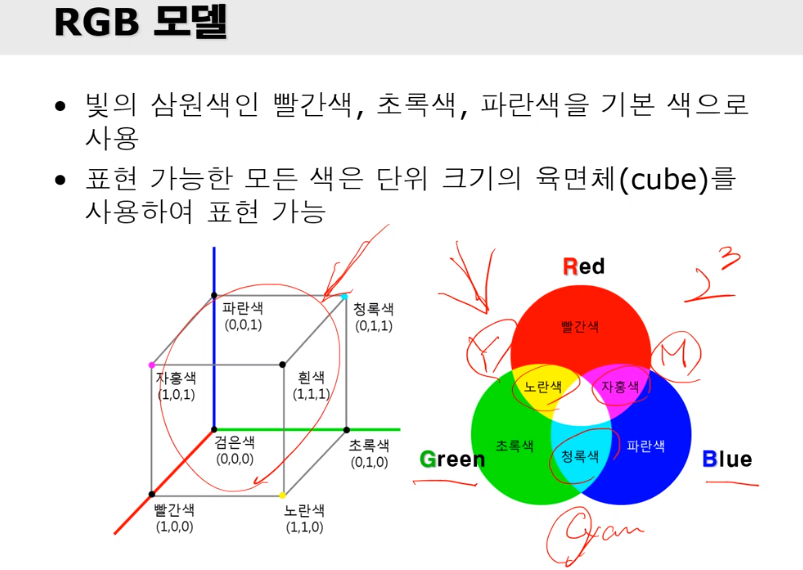 RGB 모델
• 빛의 삼원색인 빨간색, 초록색, 파란색을 기본 색으로
사용
• 표현 가능한 모든 색은 단위 크기의 육면체(cube)를
사용하여 표현 가능
파란색
(0,0,1)
청록색
(0,1,1)
자홍색
(1,0,1)
흰색
(1,1,1)
검은색
(0,0,0)
초록색
(0,1,0)
빨간색
(1,0,0)
노란색
(1,1,0)
Red
2³
빨간색
Y
M
노란색
자홍색
초록색
청록색
파란색
Green
Blue
Cyan